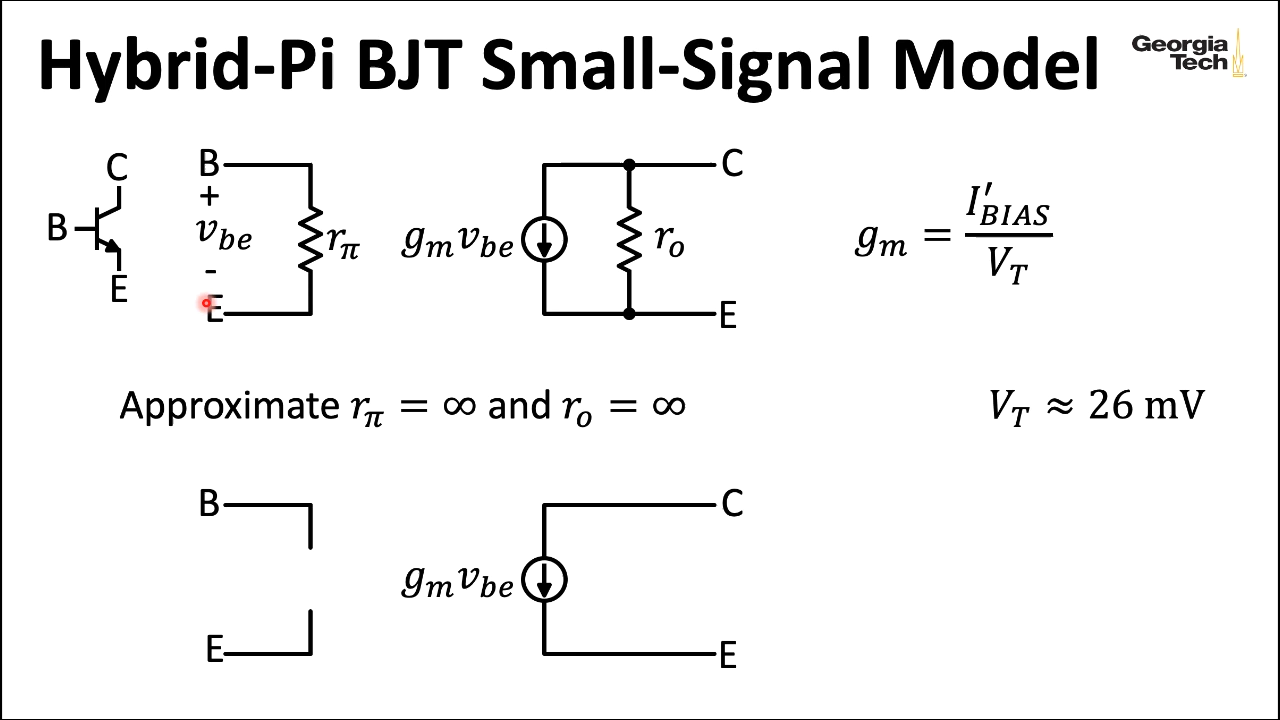 Hybrid-Pi BJT Small-Signal Model
Georgia
Tech
C
B
E
B
+
v_be
-
E
r_π
g_m v_be
r_o
C
E
g_m = I'_BIAS / V_T
Approximate r_π = ∞ and r_o = ∞
V_T ≈ 26 mV
B
E
g_m v_be
C
E